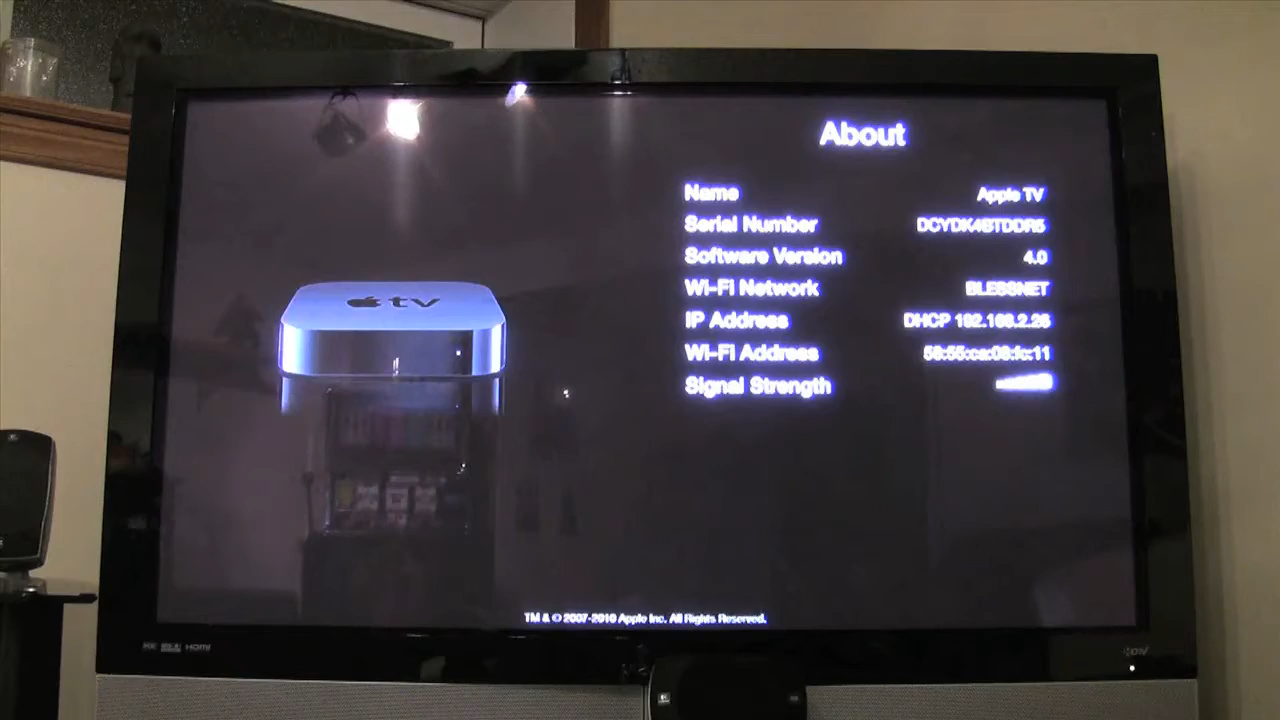 tv
About
Name Apple TV
Serial Number DCYDK4BTDDR5
Software Version 4.0
Wi-Fi Network BLESSNET
IP Address DHCP 192.168.2.25
Wi-Fi Address
Signal Strength
TM & © 2007-2010 Apple Inc. All Rights Reserved.
HDMI